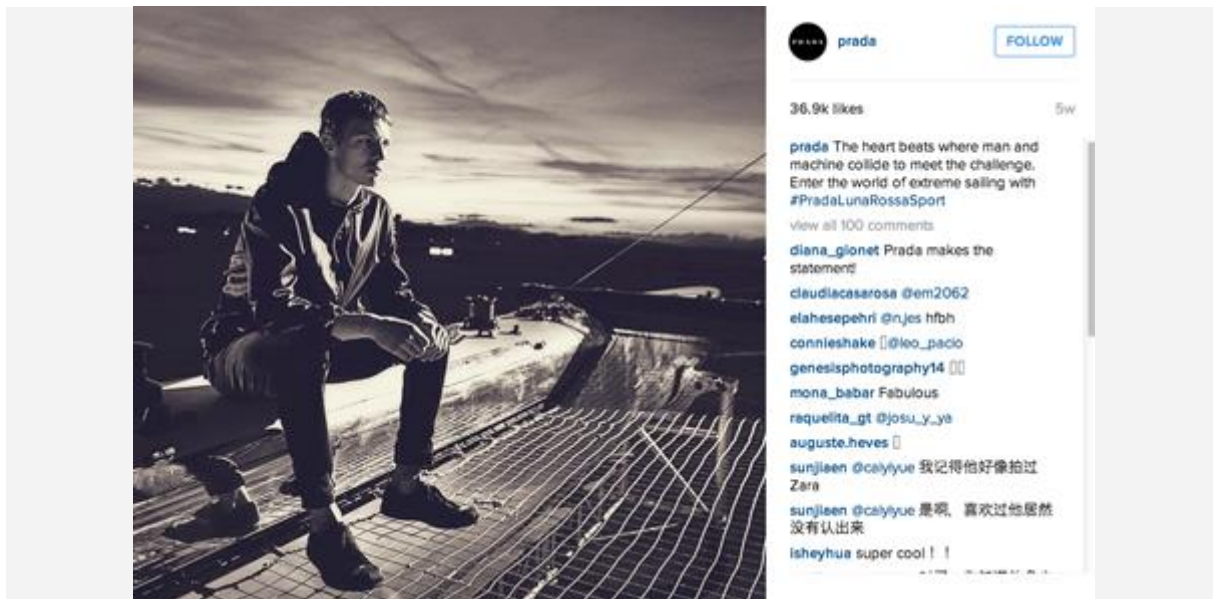 PRADA
prada
FOLLOW
36.9k likes
5w
prada The heart beats where man and
machine collide to meet the challenge.
Enter the world of extreme sailing with
#PradaLunaRossaSport
view all 100 comments
diana_gionet Prada makes the
statement!
claudiacasarosa @em2062
elahesepehri @n.jes hfbh
connieshake @leo_pacio
genesisphotography14
mona_babar Fabulous
raquelita_gt @josu_y_ya
auguste.heves
sunjiaen @calyiyue 我记得他好像拍过
Zara
sunjiaen @calyiyue 是啊，喜欢过他居然
没有认出来
isheyhua super cool！！